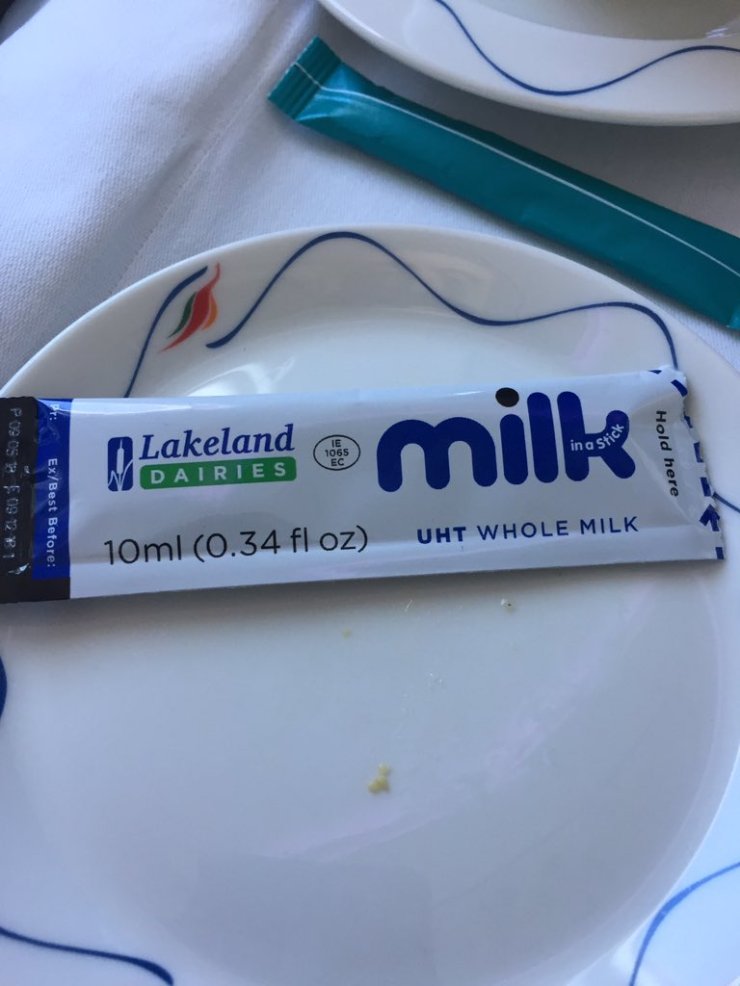 Lakeland
DAIRIES
IE
1065
EC
milk
in a Stick
10ml (0.34 fl oz)
UHT WHOLE MILK
Hold here
Ex/Best Before: